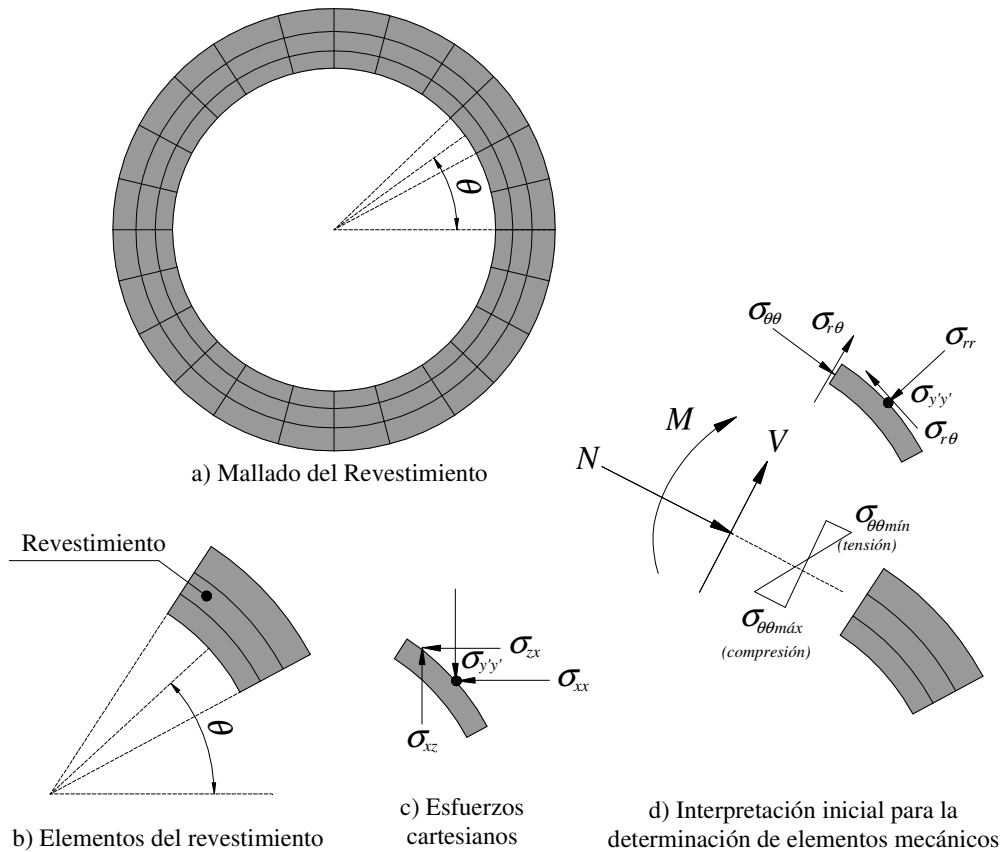 θ
a) Mallado del Revestimiento
σθθ
σrθ
σrr
σy'y'
σrθ
M
V
N
σθθmín
(tensión)
σθθmáx
(compresión)
Revestimiento
θ
b) Elementos del revestimiento
σzx
σy'y'
σxx
σxz
c) Esfuerzos
cartesianos
d) Interpretación inicial para la
determinación de elementos mecánicos